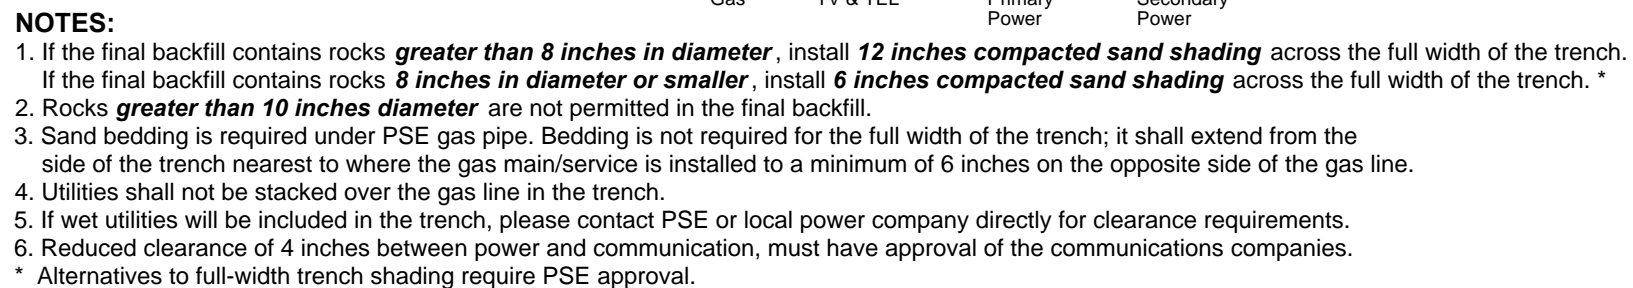 Gas TV & TEL Primary Secondary
Power Power
NOTES:
1. If the final backfill contains rocks greater than 8 inches in diameter, install 12 inches compacted sand shading across the full width of the trench.
If the final backfill contains rocks 8 inches in diameter or smaller, install 6 inches compacted sand shading across the full width of the trench. *
2. Rocks greater than 10 inches diameter are not permitted in the final backfill.
3. Sand bedding is required under PSE gas pipe. Bedding is not required for the full width of the trench; it shall extend from the
side of the trench nearest to where the gas main/service is installed to a minimum of 6 inches on the opposite side of the gas line.
4. Utilities shall not be stacked over the gas line in the trench.
5. If wet utilities will be included in the trench, please contact PSE or local power company directly for clearance requirements.
6. Reduced clearance of 4 inches between power and communication, must have approval of the communications companies.
* Alternatives to full-width trench shading require PSE approval.